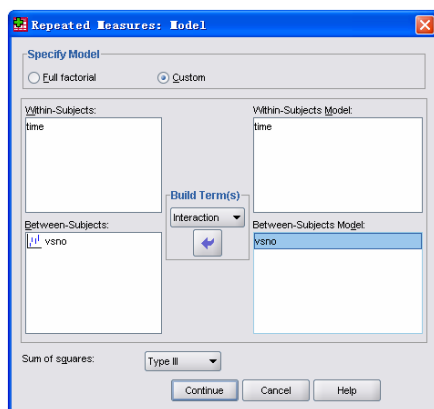 Repeated Measures: Model
Specify Model
Full factorial
Custom
Within-Subjects:
time
Within-Subjects Model:
time
Build Term(s)
Interaction
Between-Subjects:
vsno
Between-Subjects Model:
vsno
Sum of squares:
Type III
Continue
Cancel
Help